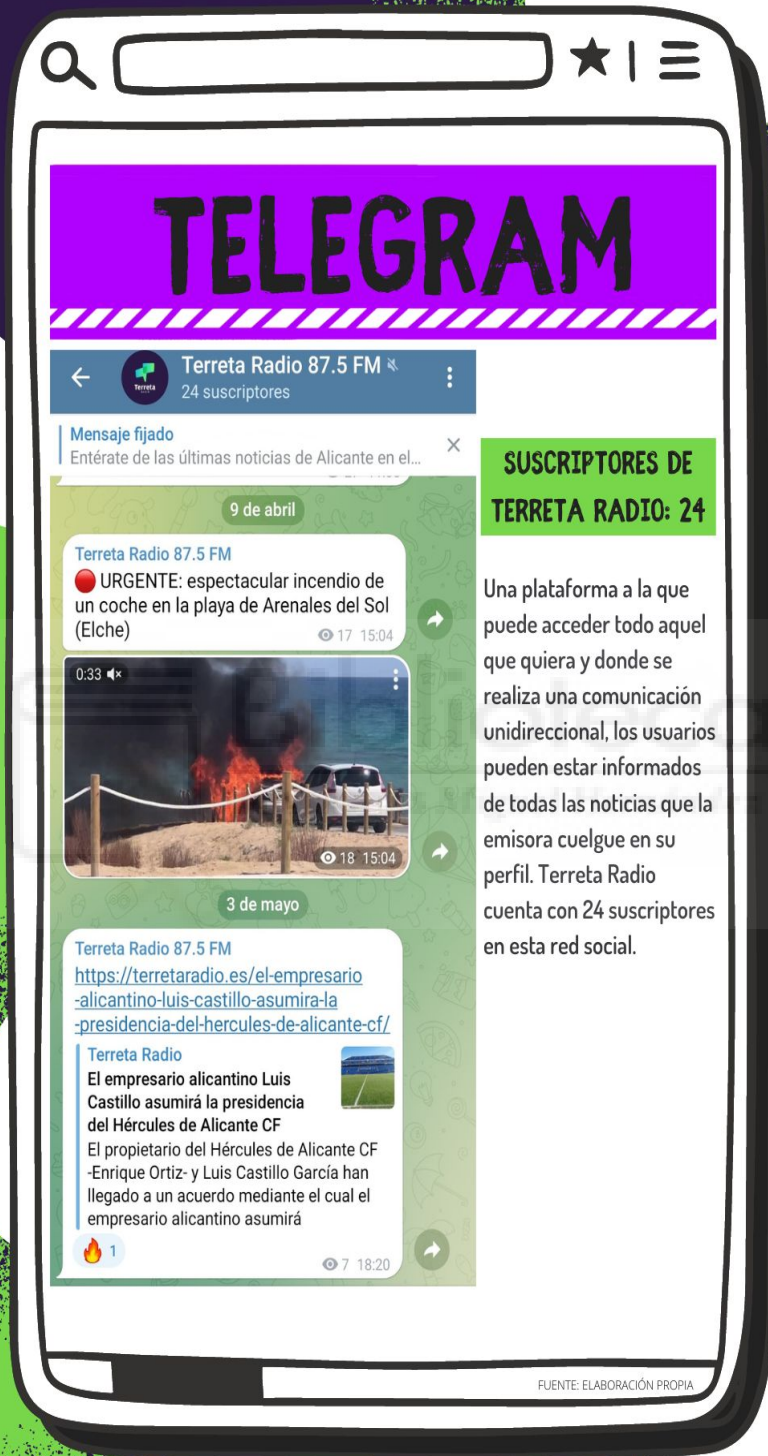 TELEGRAM
Terreta Radio 87.5 FM
24 suscriptores
Terreta
Mensaje fijado
Entérate de las últimas noticias de Alicante en el...
9 de abril
Terreta Radio 87.5 FM
🔴 URGENTE: espectacular incendio de
un coche en la playa de Arenales del Sol
(Elche)
17 15:04
0:33
18 15:04
3 de mayo
Terreta Radio 87.5 FM
https://terretaradio.es/el-empresario
-alicantino-luis-castillo-asumira-la
-presidencia-del-hercules-de-alicante-cf/
Terreta Radio
El empresario alicantino Luis
Castillo asumirá la presidencia
del Hércules de Alicante CF
El propietario del Hércules de Alicante CF
-Enrique Ortiz- y Luis Castillo García han
llegado a un acuerdo mediante el cual el
empresario alicantino asumirá
🔥 1
7 18:20
SUSCRIPTORES DE
TERRETA RADIO: 24
Una plataforma a la que
puede acceder todo aquel
que quiera y donde se
realiza una comunicación
unidireccional, los usuarios
pueden estar informados
de todas las noticias que la
emisora cuelgue en su
perfil. Terreta Radio
cuenta con 24 suscriptores
en esta red social.
Biblioteca
FUENTE: ELABORACIÓN PROPIA